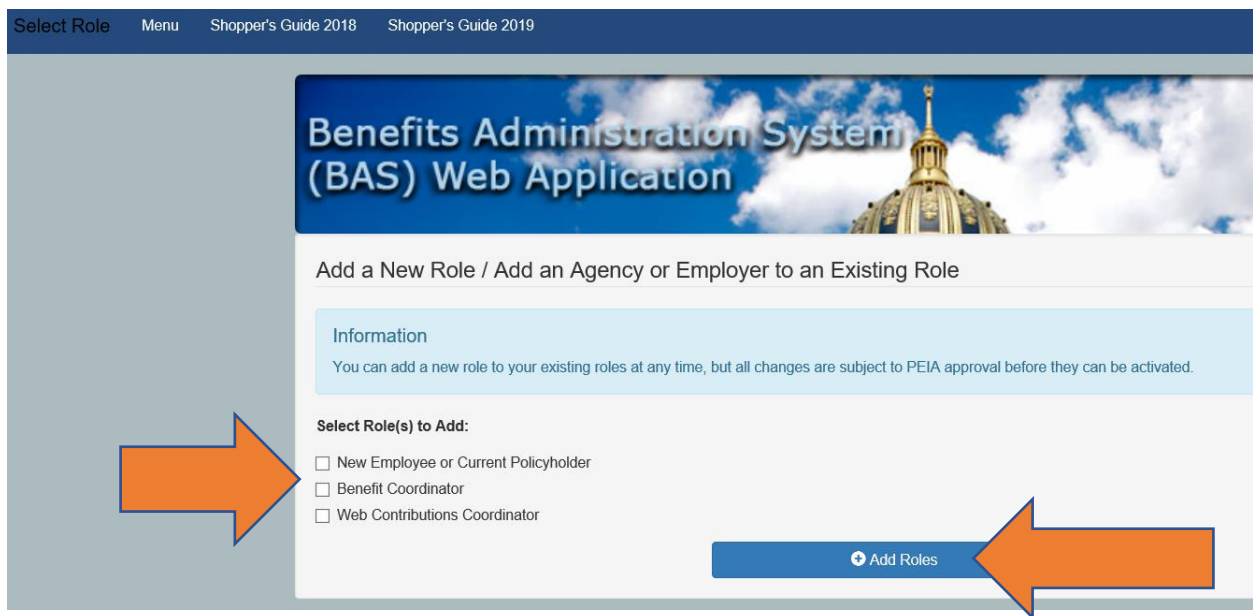 Select Role Menu Shopper's Guide 2018 Shopper's Guide 2019
Benefits Administration System
(BAS) Web Application
Add a New Role / Add an Agency or Employer to an Existing Role
Information
You can add a new role to your existing roles at any time, but all changes are subject to PEIA approval before they can be activated.
Select Role(s) to Add:
New Employee or Current Policyholder
Benefit Coordinator
Web Contributions Coordinator
Add Roles